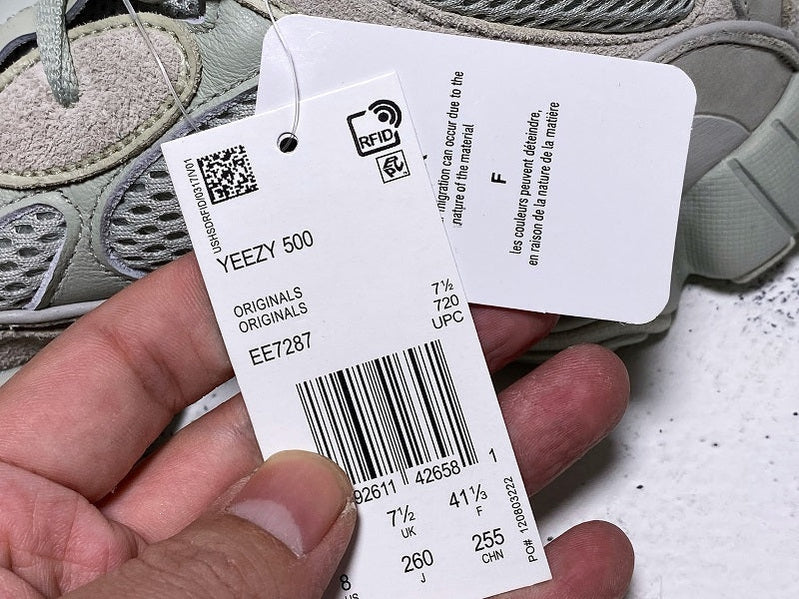 RFID
USHSDRFID/0317/V01
YEEZY 500
ORIGINALS
ORIGINALS
7½
720
UPC
EE7287
92611 42658 1
7½
UK
41⅓
F
8
US
260
J
255
CHN
PO# 120803222
migration can occur due to the
nature of the material
F
les couleurs peuvent déteindre,
en raison de la nature de la matière